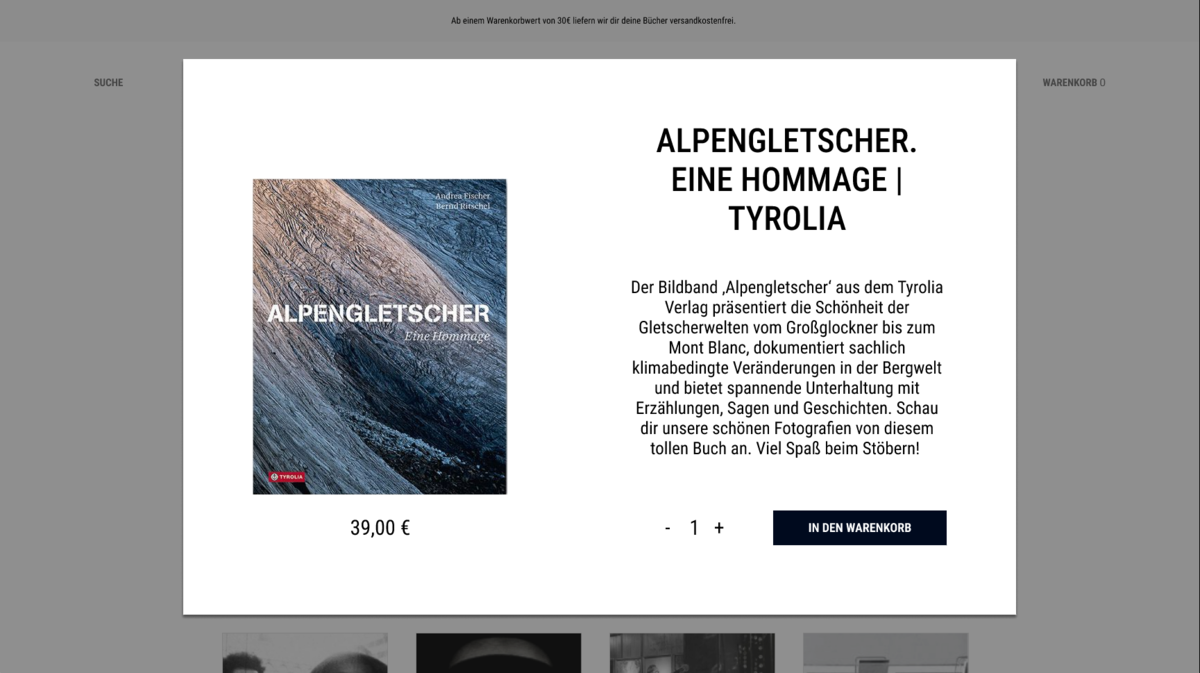 Ab einem Warenkorbwert von 30€ liefern wir dir deine Bücher versandkostenfrei.
SUCHE
WARENKORB 0
ALPENGLETSCHER.
EINE HOMMAGE |
TYROLIA
Andrea Fischer
Bernd Ritschel
ALPENGLETSCHER
Eine Hommage
TYROLIA
Der Bildband ‚Alpengletscher‘ aus dem Tyrolia
Verlag präsentiert die Schönheit der
Gletscherwelten vom Großglockner bis zum
Mont Blanc, dokumentiert sachlich
klimabedingte Veränderungen in der Bergwelt
und bietet spannende Unterhaltung mit
Erzählungen, Sagen und Geschichten. Schau
dir unsere schönen Fotografien von diesem
tollen Buch an. Viel Spaß beim Stöbern!
39,00 €
- 1 +
IN DEN WARENKORB